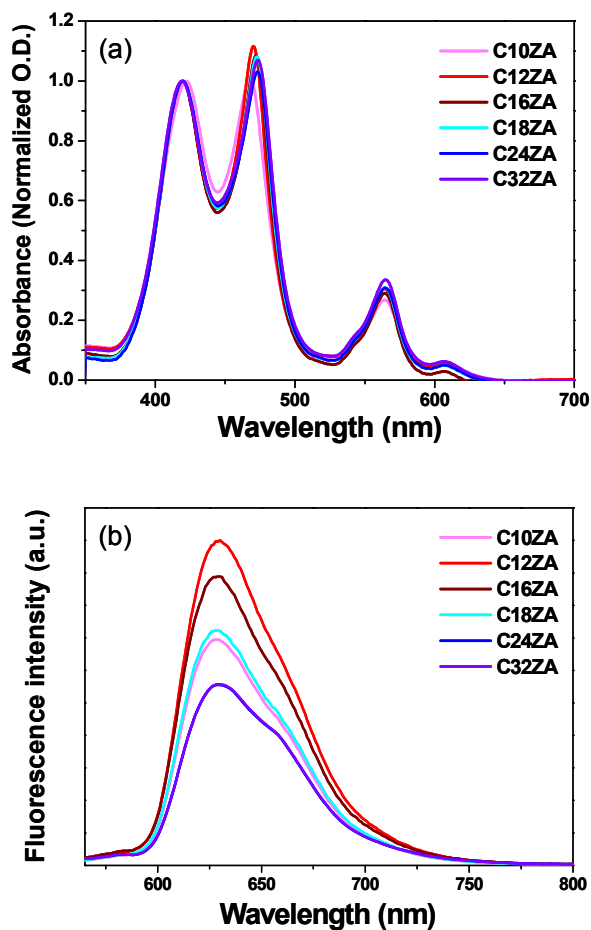 (a)
C10ZA
C12ZA
C16ZA
C18ZA
C24ZA
C32ZA
Absorbance (Normalized O.D.)
1.2
1.0
0.8
0.6
0.4
0.2
0.0
400 500 600 700
Wavelength (nm)
(b)
C10ZA
C12ZA
C16ZA
C18ZA
C24ZA
C32ZA
Fluorescence intensity (a.u.)
600 650 700 750 800
Wavelength (nm)